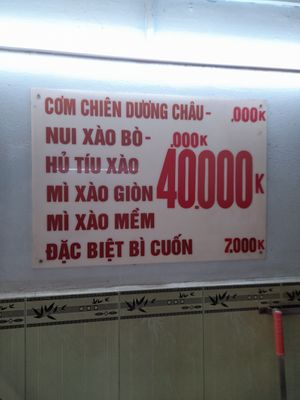 CƠM CHIÊN DƯƠNG CHÂU - .000K
NUI XÀO BÒ - .000K
HỦ TÍU XÀO
MÌ XÀO GIÒN 40.000K
MÌ XÀO MỀM
ĐẶC BIỆT BÌ CUỐN 7.000K